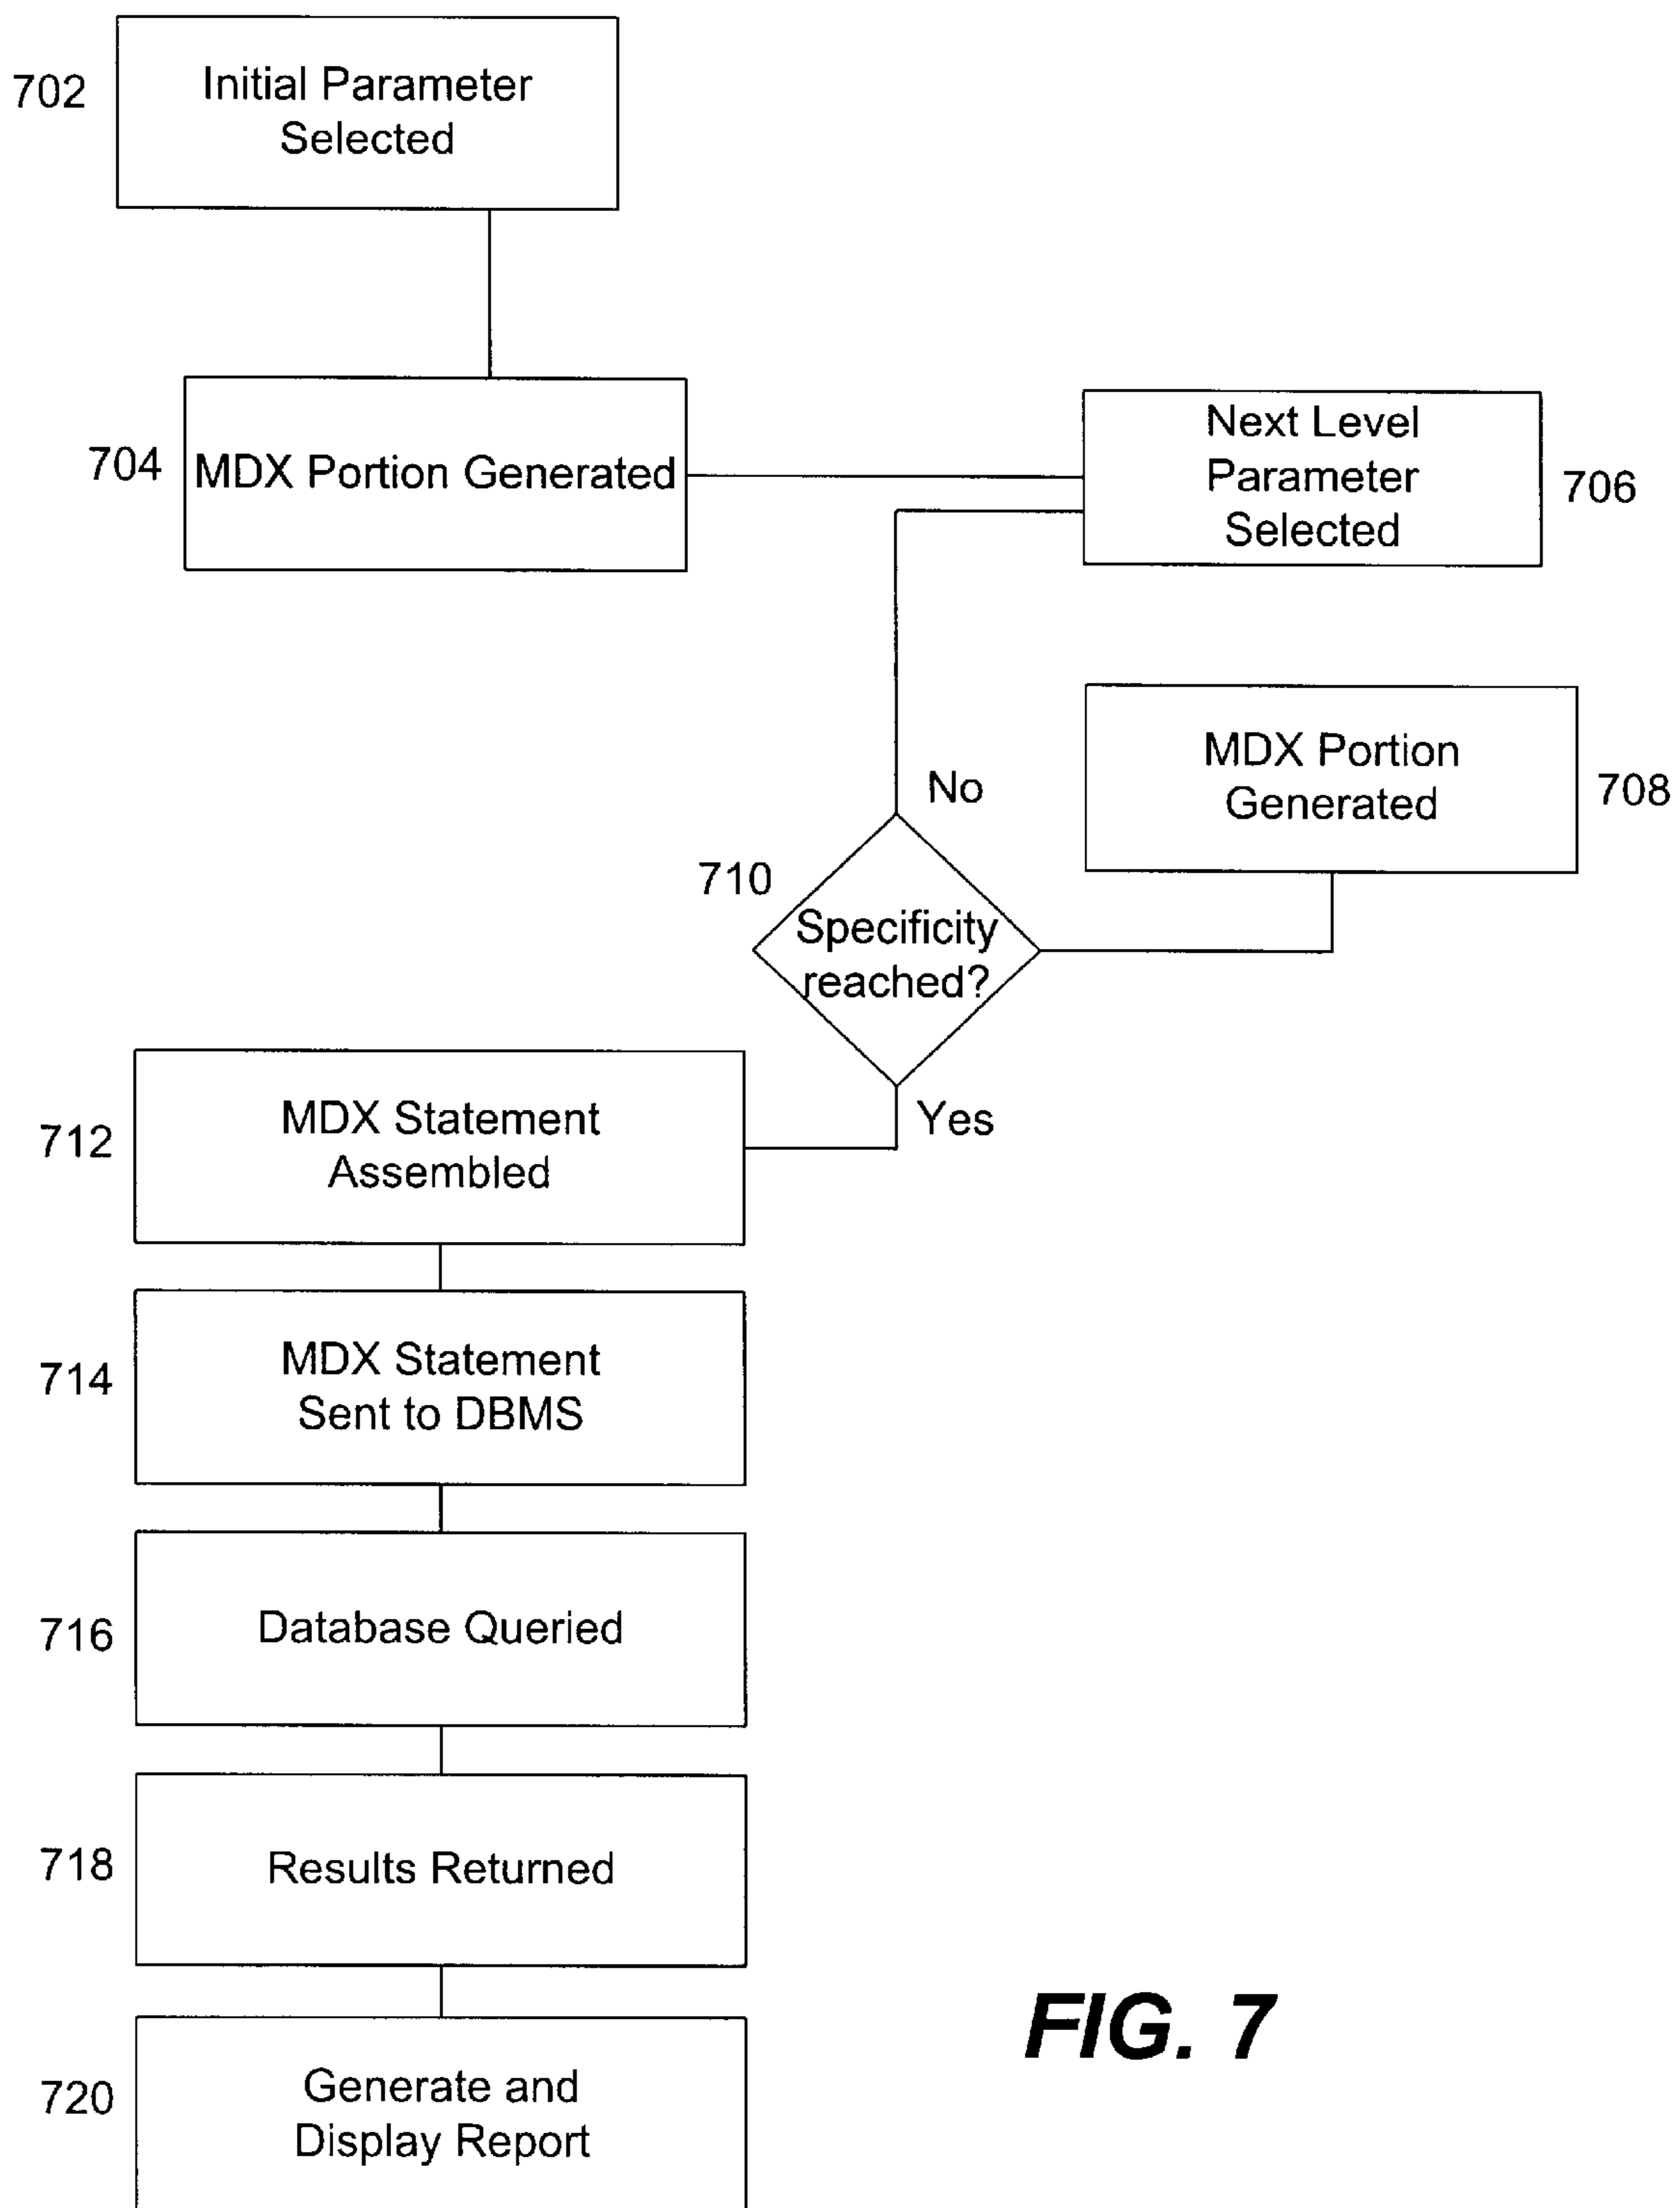 702
Initial Parameter
Selected
704
MDX Portion Generated
Next Level
Parameter
Selected
706
MDX Portion
Generated
708
No
710
Specificity
reached?
Yes
712
MDX Statement
Assembled
714
MDX Statement
Sent to DBMS
716
Database Queried
718
Results Returned
720
Generate and
Display Report
FIG. 7